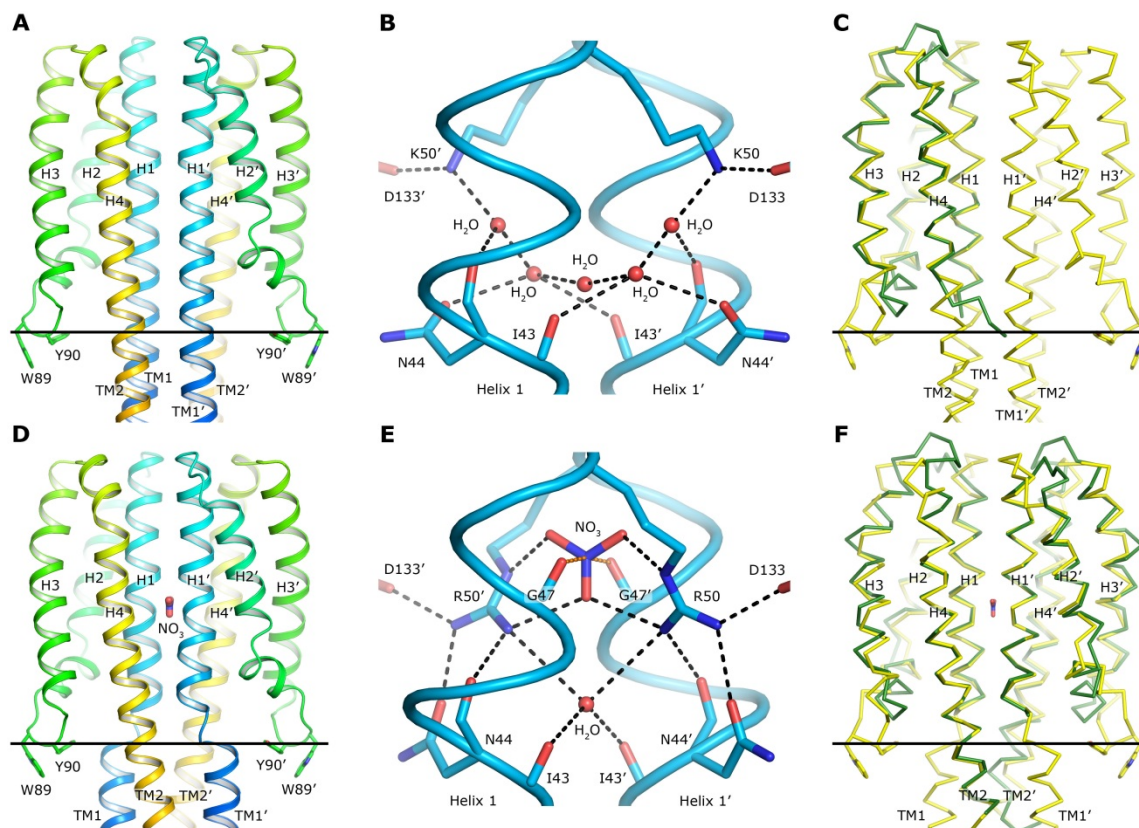 A
H3
H2
H1
H1′
H2′
H3′
H4
H4′
Y90
Y90′
W89
W89′
TM2
TM1
TM2′
TM1′
B
K50′
K50
D133′
D133
H2O
H2O
H2O
H2O
H2O
I43
I43′
N44
N44′
Helix 1
Helix 1′
C
H3
H2
H1
H1′
H2′
H3′
H4
H4′
TM1
TM2
TM2′
TM1′
D
H3
H2
H1
H1′
H2′
H3′
H4
H4′
NO3
Y90
Y90′
W89
W89′
TM2
TM2′
TM1
TM1′
E
NO3
D133′
D133
R50′
G47
G47′
R50
H2O
N44
N44′
I43
I43′
Helix 1
Helix 1′
F
H3
H2
H1
H1′
H2′
H3′
H4
H4′
TM1
TM2
TM2′
TM1′